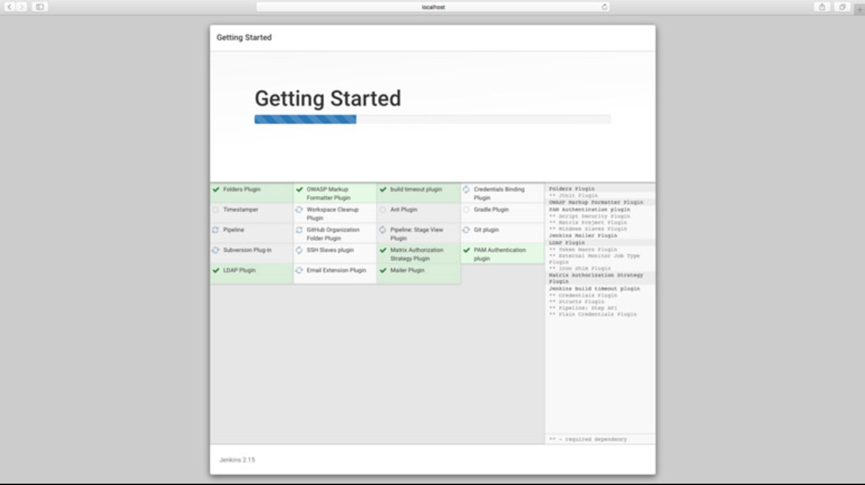 localhost
Getting Started
Getting Started
Folders Plugin
OWASP Markup
Formatter Plugin
build timeout plugin
Credentials Binding
Plugin
Timestamper
Workspace Cleanup
Plugin
Ant Plugin
Gradle Plugin
Pipeline
GitHub Organization
Folder Plugin
Pipeline: Stage View
Plugin
Git plugin
Subversion Plug-in
SSH Slaves plugin
Matrix Authorization
Strategy Plugin
PAM Authentication
plugin
LDAP Plugin
Email Extension Plugin
Mailer Plugin
Folders Plugin
** JUnit Plugin
OWASP Markup Formatter Plugin
PAM Authentication plugin
** Script Security Plugin
** Matrix Project Plugin
** Windows Slaves Plugin
Jenkins Mailer Plugin
LDAP Plugin
** Token Macro Plugin
** External Monitor Job Type
Plugin
** Icon Shim Plugin
Matrix Authorization Strategy
Plugin
Jenkins build timeout plugin
** Credentials Plugin
** Structs Plugin
** Pipeline: Step API
** Plain Credentials Plugin
** - required dependency
Jenkins 2.15